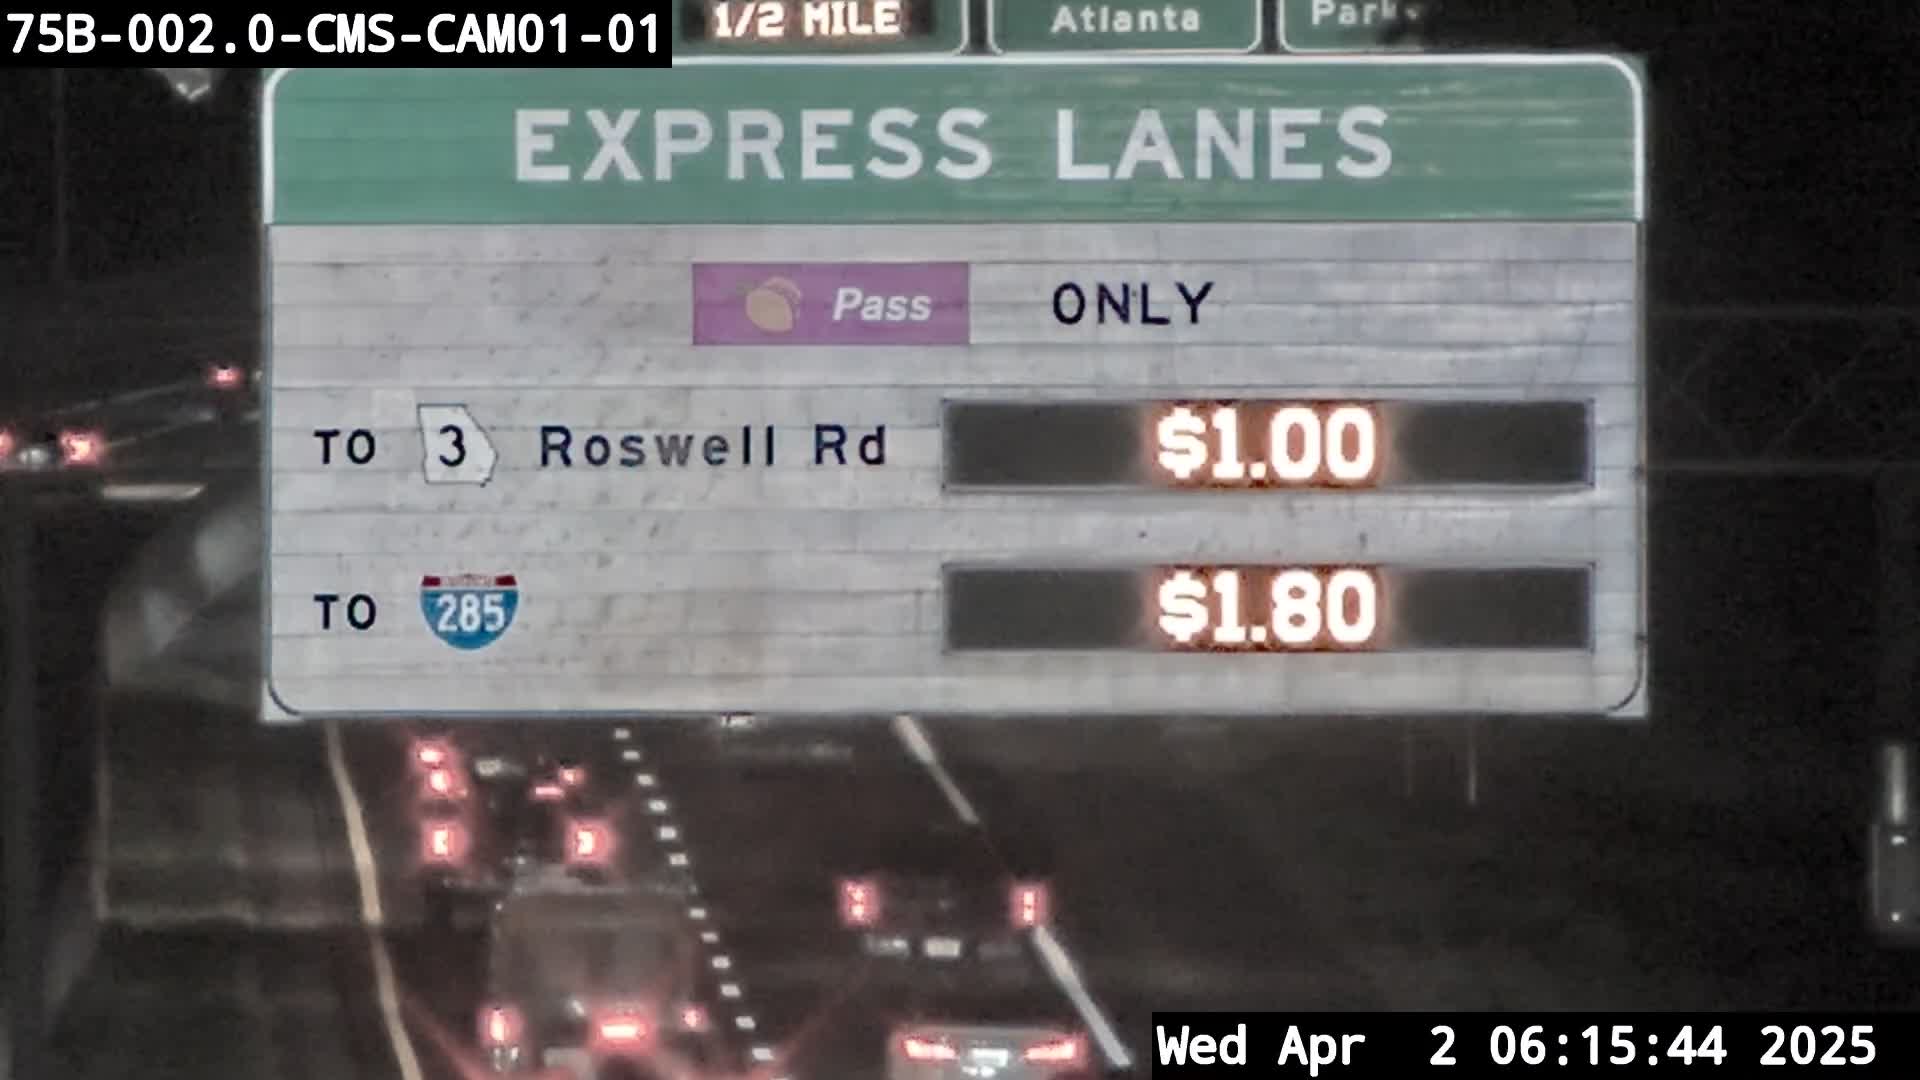 75B-002.0-CMS-CAM01-01
1/2 MILE
Atlanta
EXPRESS LANES
Pass ONLY
TO 3 Roswell Rd $1.00
TO 285 $1.80
Wed Apr 2 06:15:44 2025